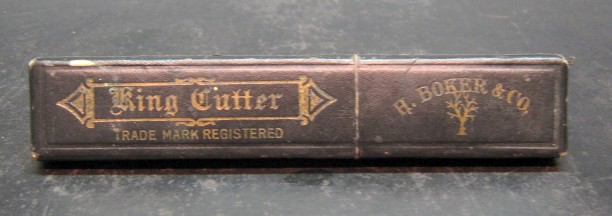 King Cutter
TRADE MARK REGISTERED
H. BOKER & CO.